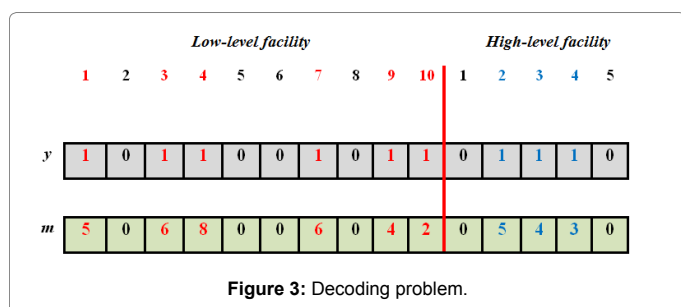 Low-level facility High-level facility
1 2 3 4 5 6 7 8 9 10 1 2 3 4 5
y 1 0 1 1 0 0 1 0 1 1 0 1 1 1 0
m 5 0 6 8 0 0 6 0 4 2 0 5 4 3 0
Figure 3: Decoding problem.